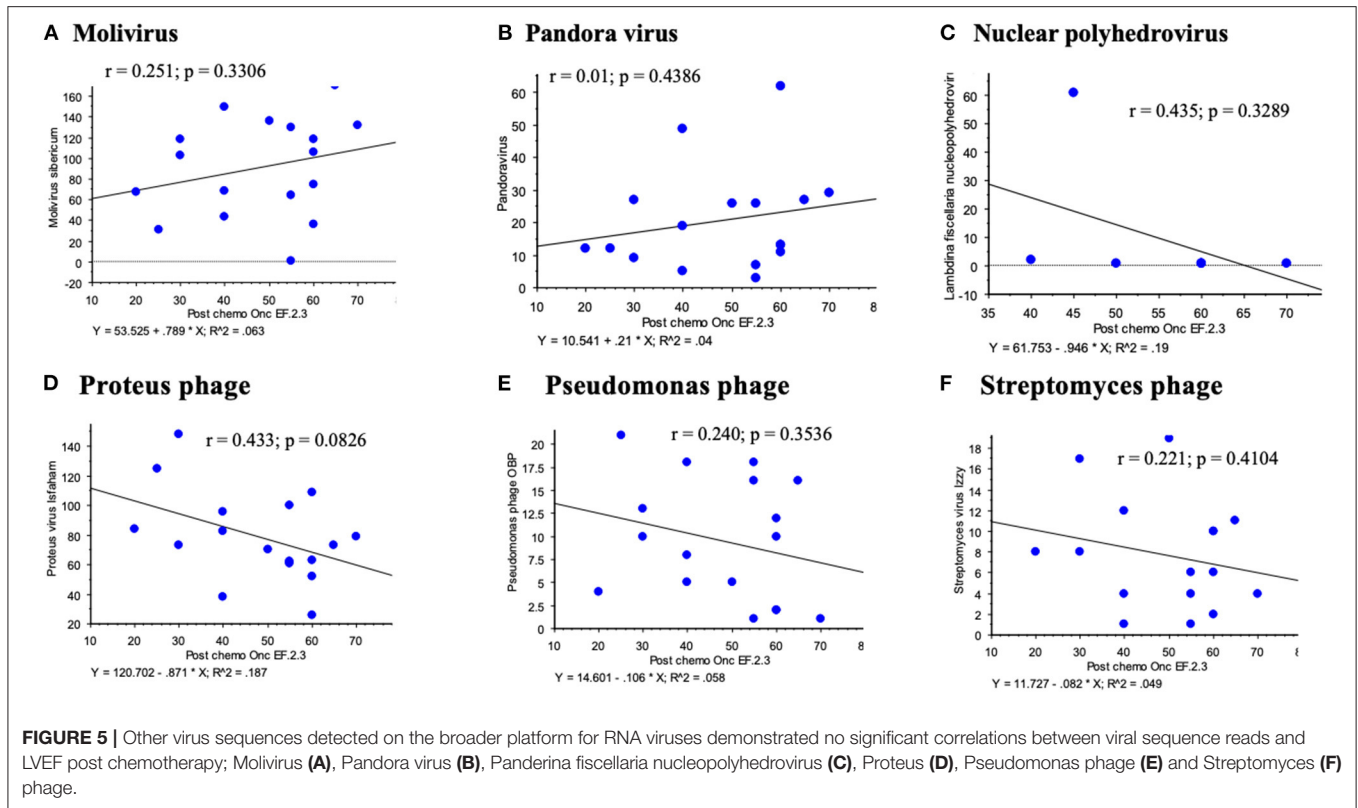 A Molivirus
r = 0.251; p = 0.3306
Molivirus sibericum
160
140
120
100
80
60
40
20
0
-20
10 20 30 40 50 60 70
Post chemo Onc EF.2.3
Y = 53.525 + .789 * X; R^2 = .063
B Pandora virus
r = 0.01; p = 0.4386
Pandoravirus
60
50
40
30
20
10
0
10 20 30 40 50 60 70 8
Post chemo Onc EF.2.3
Y = 10.541 + .21 * X; R^2 = .04
C Nuclear polyhedrovirus
r = 0.435; p = 0.3289
Lambdina fiscellaria nucleopolyhedroviri
60
50
40
30
20
10
0
-10
35 40 45 50 55 60 65 70
Post chemo Onc EF.2.3
Y = 61.753 - .946 * X; R^2 = .19
D Proteus phage
r = 0.433; p = 0.0826
Proteus virus Isfaham
140
120
100
80
60
40
20
10 20 30 40 50 60 70
Post chemo Onc EF.2.3
Y = 120.702 - .871 * X; R^2 = .187
E Pseudomonas phage
r = 0.240; p = 0.3536
Pseudomonas phage OBP
20
17.5
15
12.5
10
7.5
5
2.5
0
10 20 30 40 50 60 70 8
Post chemo Onc EF.2.3
Y = 14.601 - .106 * X; R^2 = .058
F Streptomyces phage
r = 0.221; p = 0.4104
Streptomyces virus Izzy
18
16
14
12
10
8
6
4
2
0
10 20 30 40 50 60 70 8
Post chemo Onc EF.2.3
Y = 11.727 - .082 * X; R^2 = .049
FIGURE 5 | Other virus sequences detected on the broader platform for RNA viruses demonstrated no significant correlations between viral sequence reads and
LVEF post chemotherapy; Molivirus (A), Pandora virus (B), Panderina fiscellaria nucleopolyhedrovirus (C), Proteus (D), Pseudomonas phage (E) and Streptomyces (F)
phage.